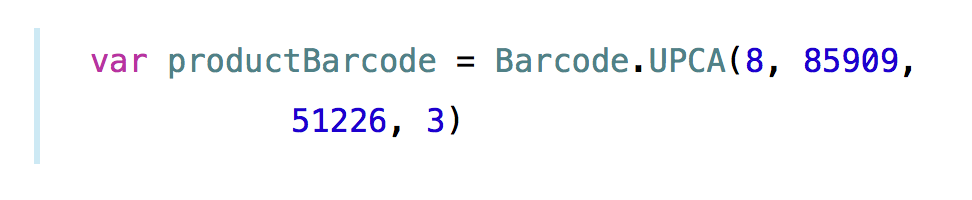 var productBarcode = Barcode.UPCA(8, 85909,
51226, 3)